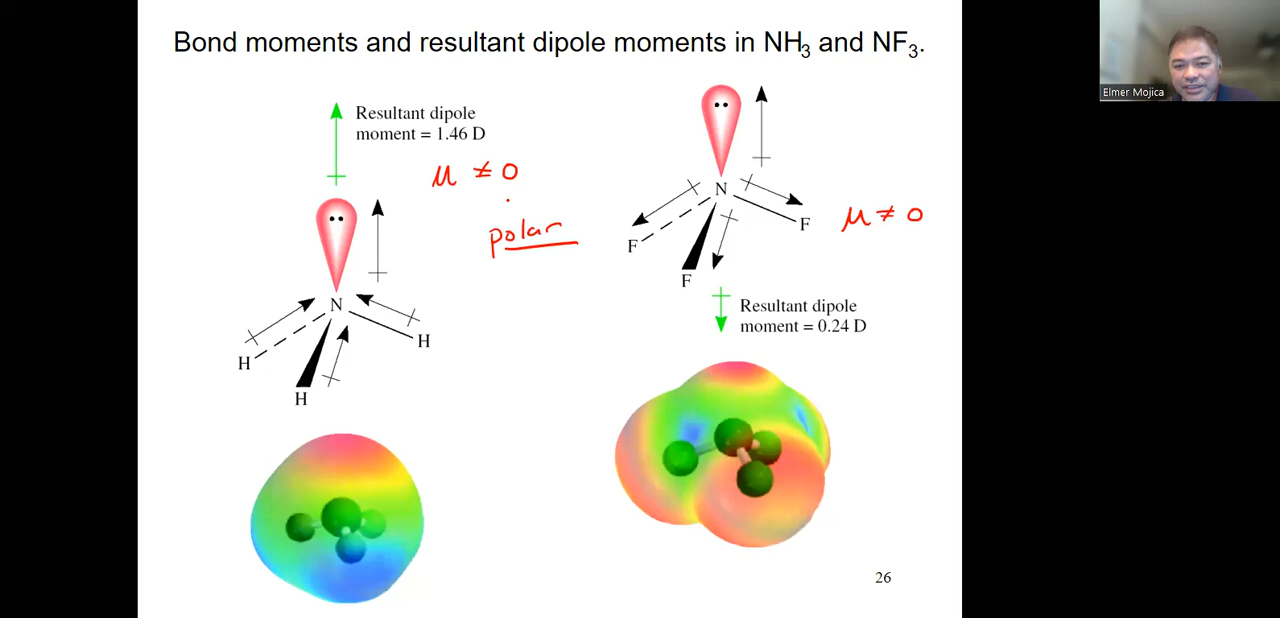 Bond moments and resultant dipole moments in NH3 and NF3.
Elmer Mojica
Resultant dipole
moment = 1.46 D
μ ≠ 0
polar
N
H
H
H
N
F
F
F
μ ≠ 0
Resultant dipole
moment = 0.24 D
26